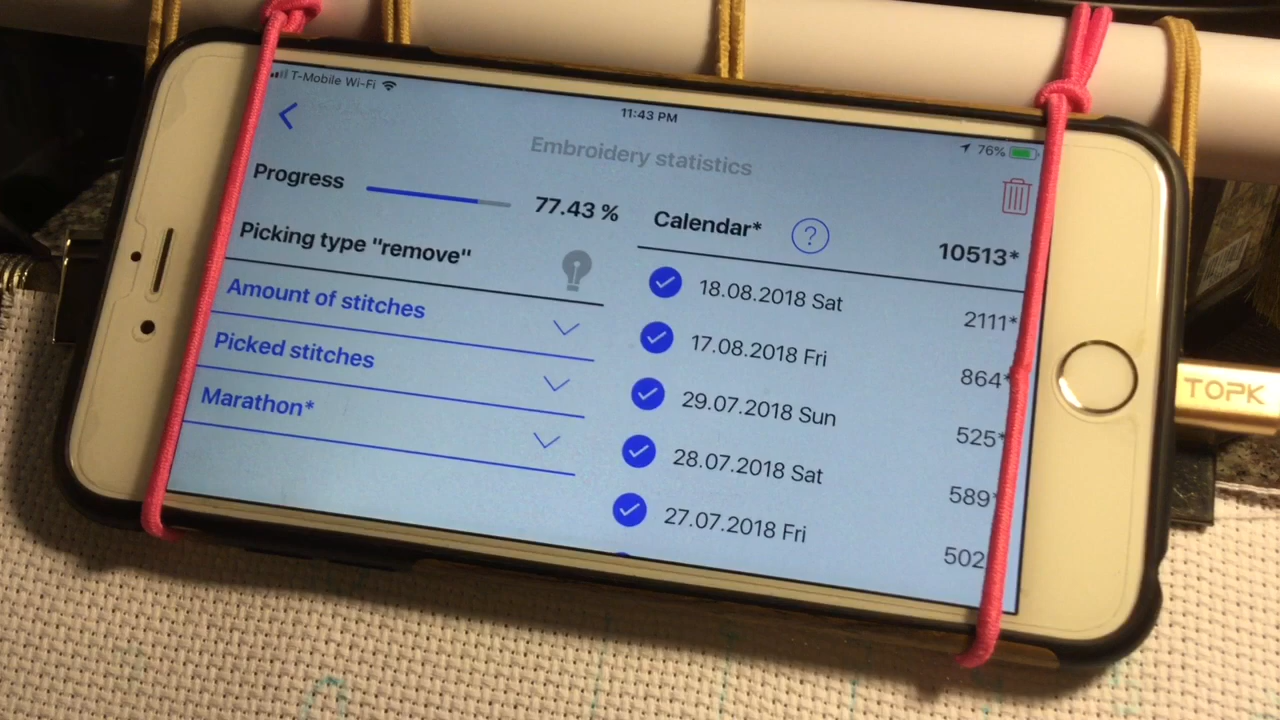 T-Mobile Wi-Fi
11:43 PM
76%
Embroidery statistics
Progress
77.43 %
Picking type "remove"
Amount of stitches
Picked stitches
Marathon*
Calendar* ?
10513*
18.08.2018 Sat
2111*
17.08.2018 Fri
864*
29.07.2018 Sun
525*
28.07.2018 Sat
589*
27.07.2018 Fri
502
TOPK